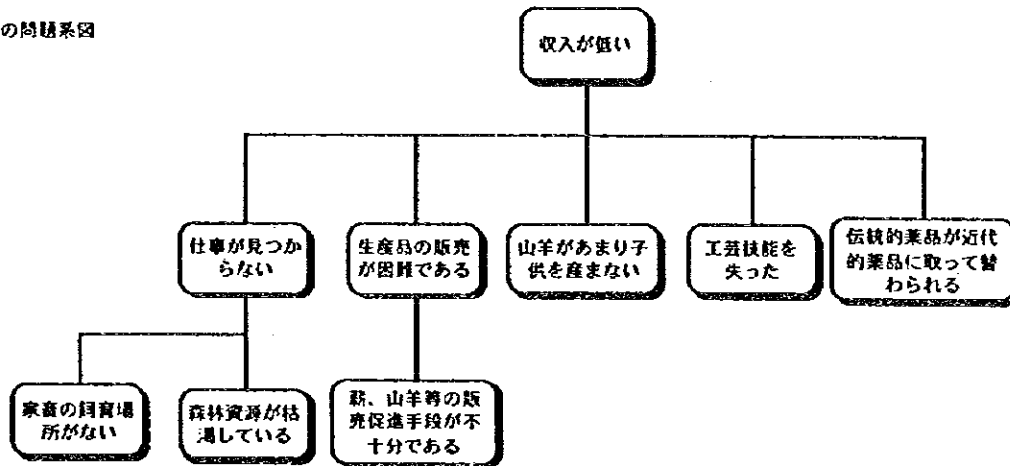 の問題系図
収入が低い
仕事が見つか
らない
生産品の販売
が困難である
山羊があまり子
供を産まない
工芸技能を
失った
伝統的薬品が近代
的薬品に取って替
わられる
家畜の飼育場
所がない
森林資源が枯
渇している
薪、山羊等の販
売促進手段が不
十分である